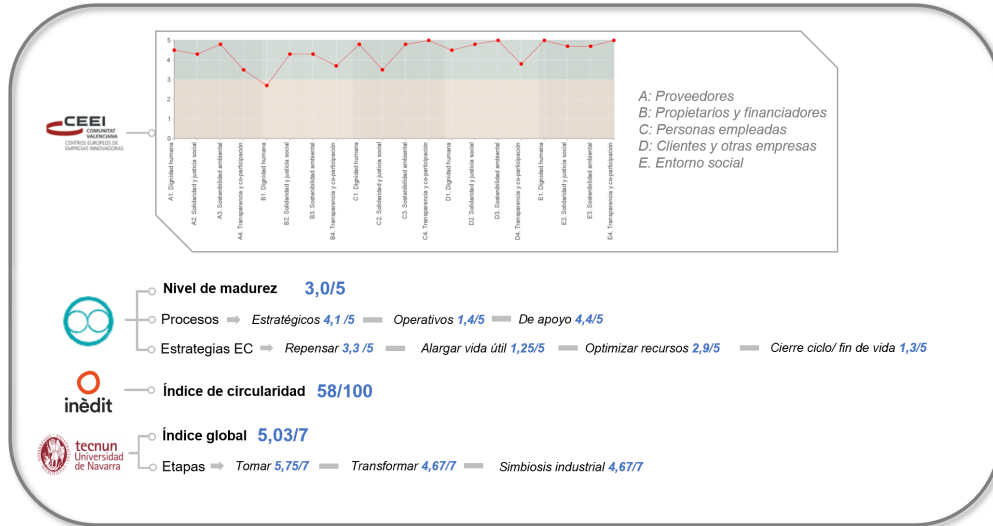 CEEI
COMUNITAT
VALENCIANA
CENTROS EUROPEOS DE
EMPRESAS INNOVADORAS
5
4
3
2
1
0
A1. Dignidad humana
A2. Solidaridad y justicia social
A3. Sostenibilidad ambiental
A4. Transparencia y co-participación
B1. Dignidad humana
B2. Solidaridad y justicia social
B3. Sostenibilidad ambiental
B4. Transparencia y co-participación
C1. Dignidad humana
C2. Solidaridad y justicia social
C3. Sostenibilidad ambiental
C4. Transparencia y co-participación
D1. Dignidad humana
D2. Solidaridad y justicia social
D3. Sostenibilidad ambiental
D4. Transparencia y co-participación
E1. Dignidad humana
E2. Solidaridad y justicia social
E3. Sostenibilidad ambiental
E4. Transparencia y co-participación
A: Proveedores
B: Propietarios y financiadores
C: Personas empleadas
D: Clientes y otras empresas
E. Entorno social
Nivel de madurez 3,0/5
Procesos Estratégicos 4,1 /5 Operativos 1,4/5 De apoyo 4,4/5
Estrategias EC Repensar 3,3 /5 Alargar vida útil 1,25/5 Optimizar recursos 2,9/5 Cierre ciclo/ fin de vida 1,3/5
inèdit
Índice de circularidad 58/100
tecnun
Universidad
de Navarra
Índice global 5,03/7
Etapas Tomar 5,75/7 Transformar 4,67/7 Simbiosis industrial 4,67/7